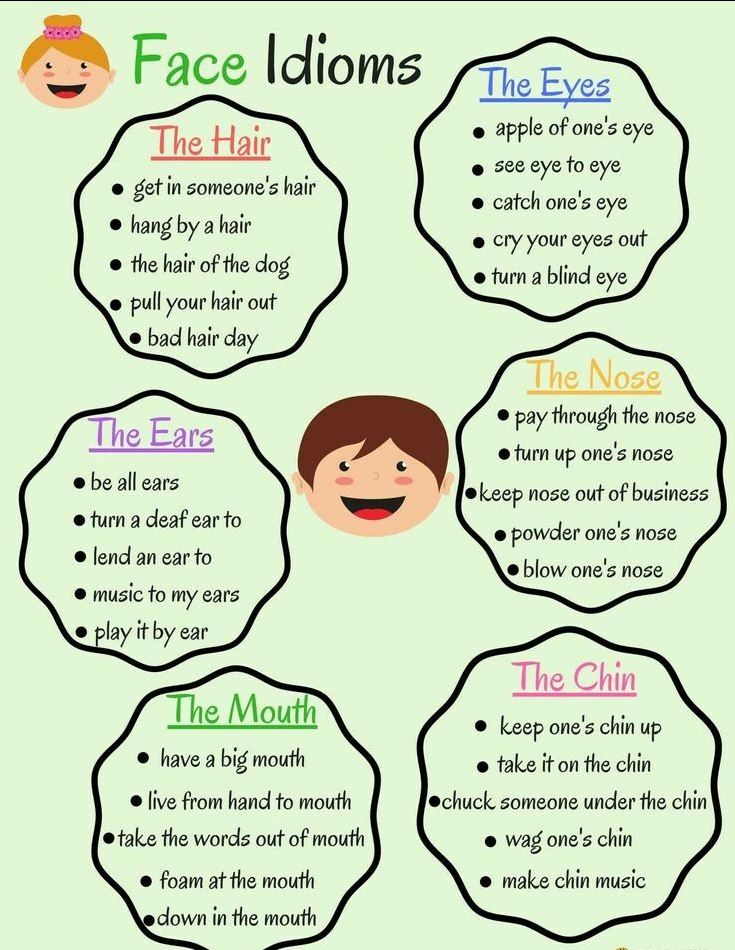 Face Idioms
The Hair
• get in someone's hair
• hang by a hair
• the hair of the dog
• pull your hair out
• bad hair day
The Eyes
• apple of one's eye
• see eye to eye
• catch one's eye
• cry your eyes out
• turn a blind eye
The Ears
• be all ears
• turn a deaf ear to
• lend an ear to
• music to my ears
• play it by ear
The Nose
• pay through the nose
• turn up one's nose
• keep nose out of business
• powder one's nose
• blow one's nose
The Mouth
• have a big mouth
• live from hand to mouth
• take the words out of mouth
• foam at the mouth
• down in the mouth
The Chin
• keep one's chin up
• take it on the chin
• chuck someone under the chin
• wag one's chin
• make chin music